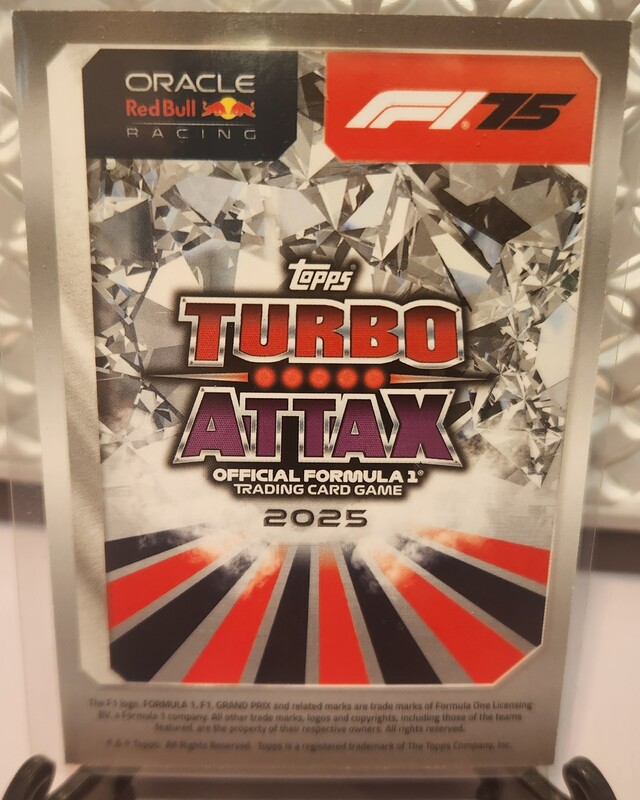 ORACLE
Red Bull
RACING
F1® 75
Topps®
TURBO
ATTAX
OFFICIAL FORMULA 1®
TRADING CARD GAME
2025
The F1 logo, FORMULA 1, F1, GRAND PRIX and related marks are trade marks of Formula One Licensing
BV, a Formula 1 company. All other trade marks, logos and copyrights, including those of the teams
featured, are the property of their respective owners. All rights reserved.
® & © Topps. All Rights Reserved. Topps is a registered trademark of The Topps Company, Inc.